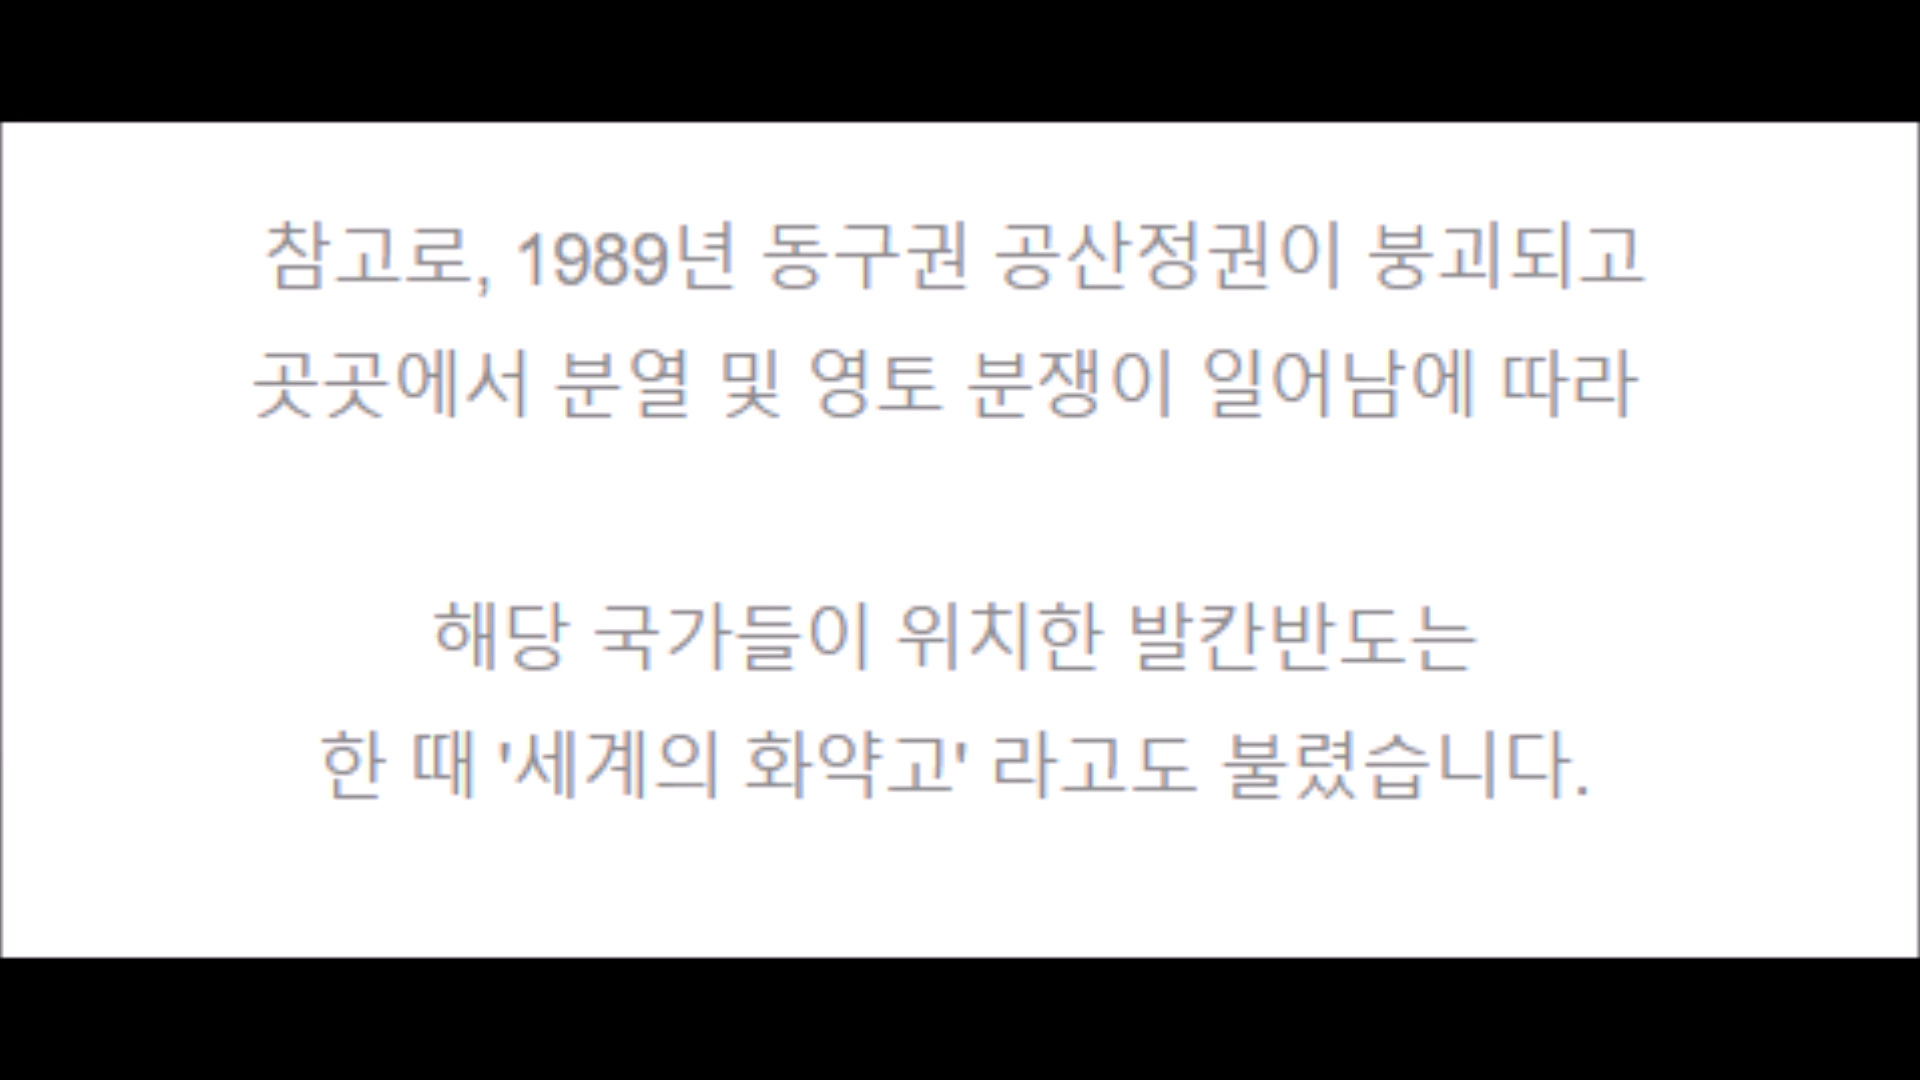 참고로, 1989년 동구권 공산정권이 붕괴되고
곳곳에서 분열 및 영토 분쟁이 일어남에 따라
해당 국가들이 위치한 발칸반도는
한 때 '세계의 화약고' 라고도 불렸습니다.